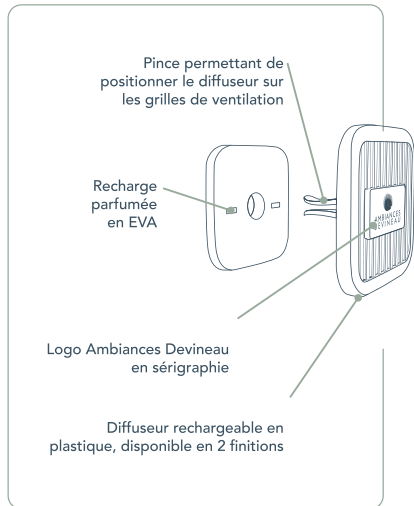 Pince permettant de
positionner le diffuseur sur
les grilles de ventilation
Recharge
parfumée
en EVA
AMBIANCES
DEVINEAU
Logo Ambiances Devineau
en sérigraphie
Diffuseur rechargeable en
plastique, disponible en 2 finitions